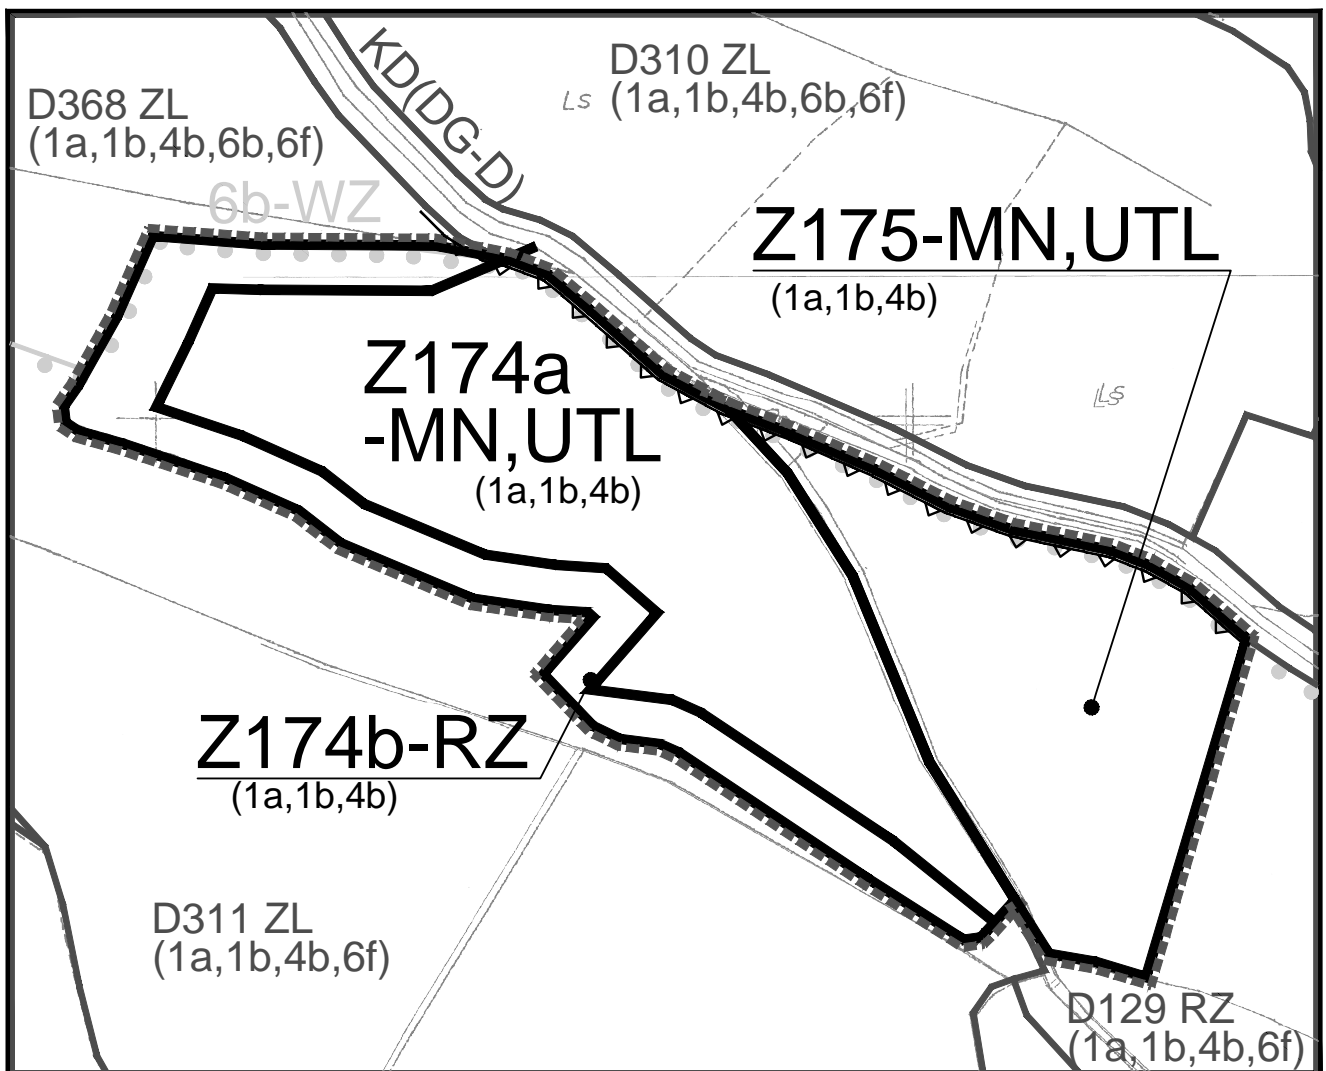 KD(DG-D)
D310 ZL
Ls (1a,1b,4b,6b,6f)
D368 ZL
(1a,1b,4b,6b,6f)
6b-WZ
Z175-MN,UTL
(1a,1b,4b)
Z174a
-MN,UTL
(1a,1b,4b)
Ls
Z174b-RZ
(1a,1b,4b)
D311 ZL
(1a,1b,4b,6f)
D129 RZ
(1a,1b,4b,6f)